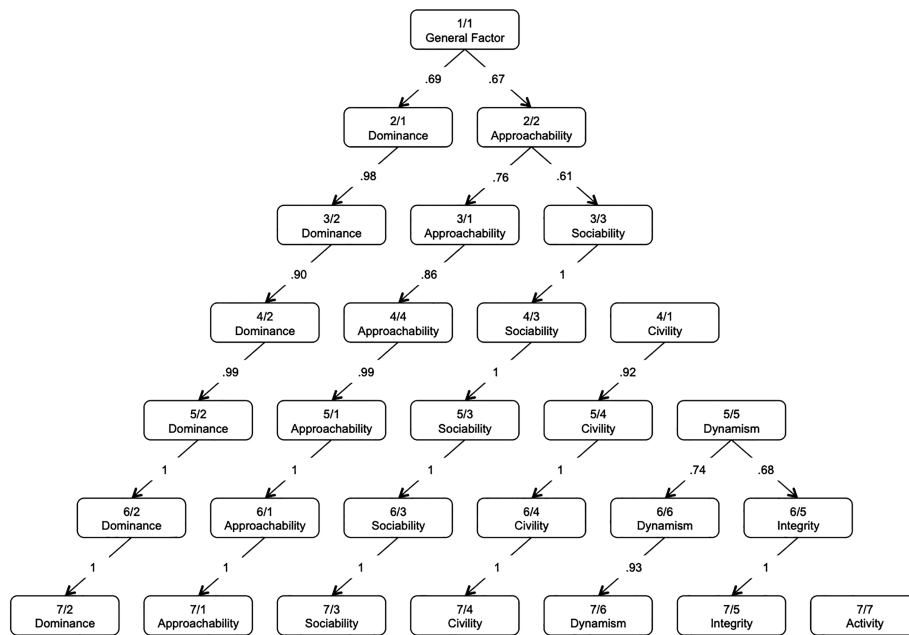 1/1
General Factor
.69
.67
2/1
Dominance
2/2
Approachability
.98
.76
.61
3/2
Dominance
3/1
Approachability
3/3
Sociability
.90
.86
1
4/2
Dominance
4/4
Approachability
4/3
Sociability
4/1
Civility
.99
.99
1
.92
5/2
Dominance
5/1
Approachability
5/3
Sociability
5/4
Civility
5/5
Dynamism
1
1
1
1
.74
.68
6/2
Dominance
6/1
Approachability
6/3
Sociability
6/4
Civility
6/6
Dynamism
6/5
Integrity
1
1
1
1
.93
1
7/2
Dominance
7/1
Approachability
7/3
Sociability
7/4
Civility
7/6
Dynamism
7/5
Integrity
7/7
Activity